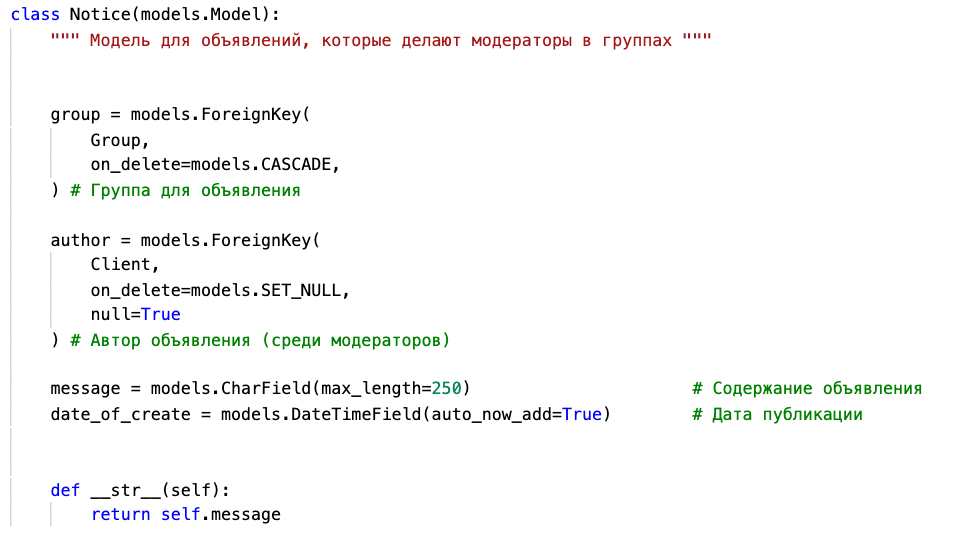 class Notice(models.Model):
    """ Модель для объявлений, которые делают модераторы в группах """
    group = models.ForeignKey(
        Group,
        on_delete=models.CASCADE,
    ) # Группа для объявления
    author = models.ForeignKey(
        Client,
        on_delete=models.SET_NULL,
        null=True
    ) # Автор объявления (среди модераторов)
    message = models.CharField(max_length=250)                      # Содержание объявления
    date_of_create = models.DateTimeField(auto_now_add=True)        # Дата публикации
    def __str__(self):
        return self.message